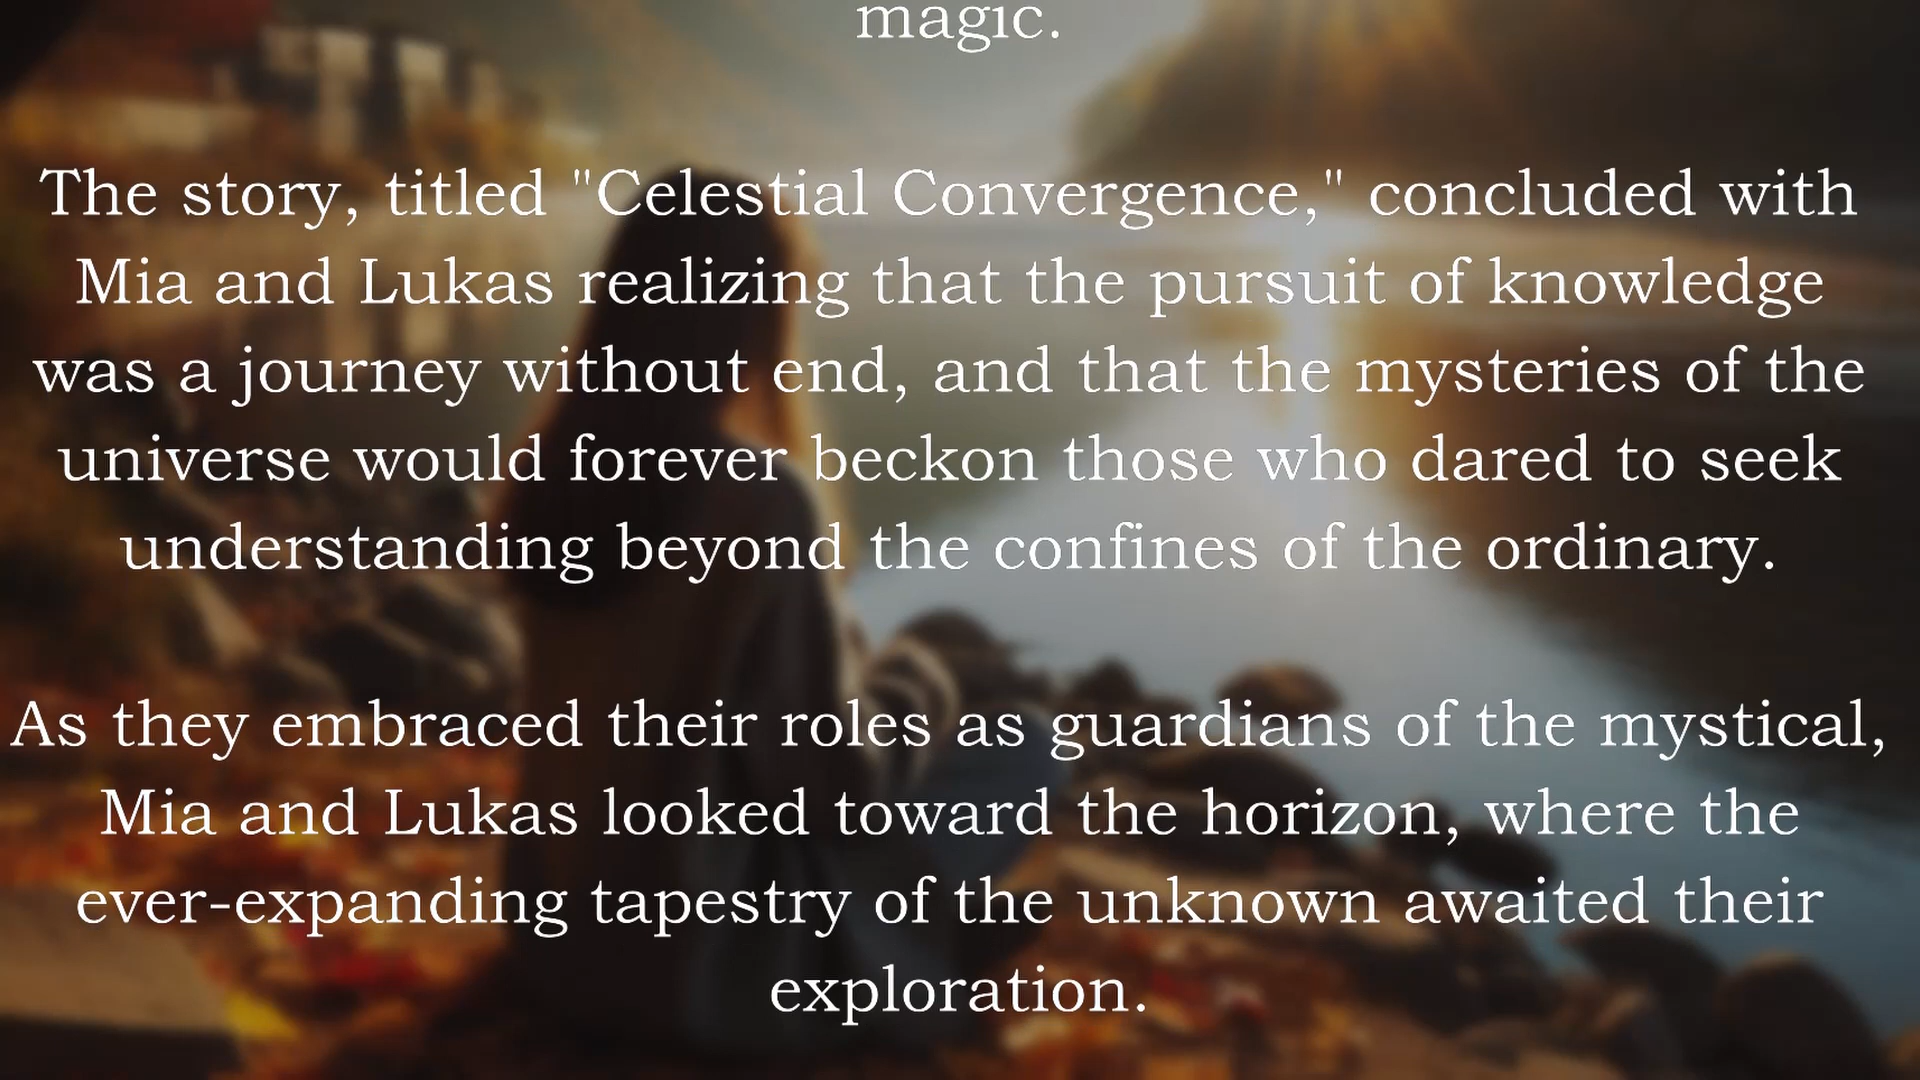 magic.
The story, titled "Celestial Convergence," concluded with
Mia and Lukas realizing that the pursuit of knowledge
was a journey without end, and that the mysteries of the
universe would forever beckon those who dared to seek
understanding beyond the confines of the ordinary.
As they embraced their roles as guardians of the mystical,
Mia and Lukas looked toward the horizon, where the
ever-expanding tapestry of the unknown awaited their
exploration.